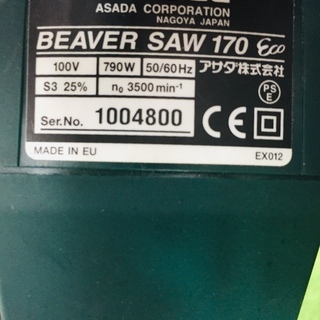 ASADA CORPORATION
NAGOYA JAPAN
BEAVER SAW 170 Eco
100V 790W 50/60Hz アサダ株式会社
S3 25% n₀ 3500 min⁻¹
Ser.No. 1004800 CE PS E
MADE IN EU EX012